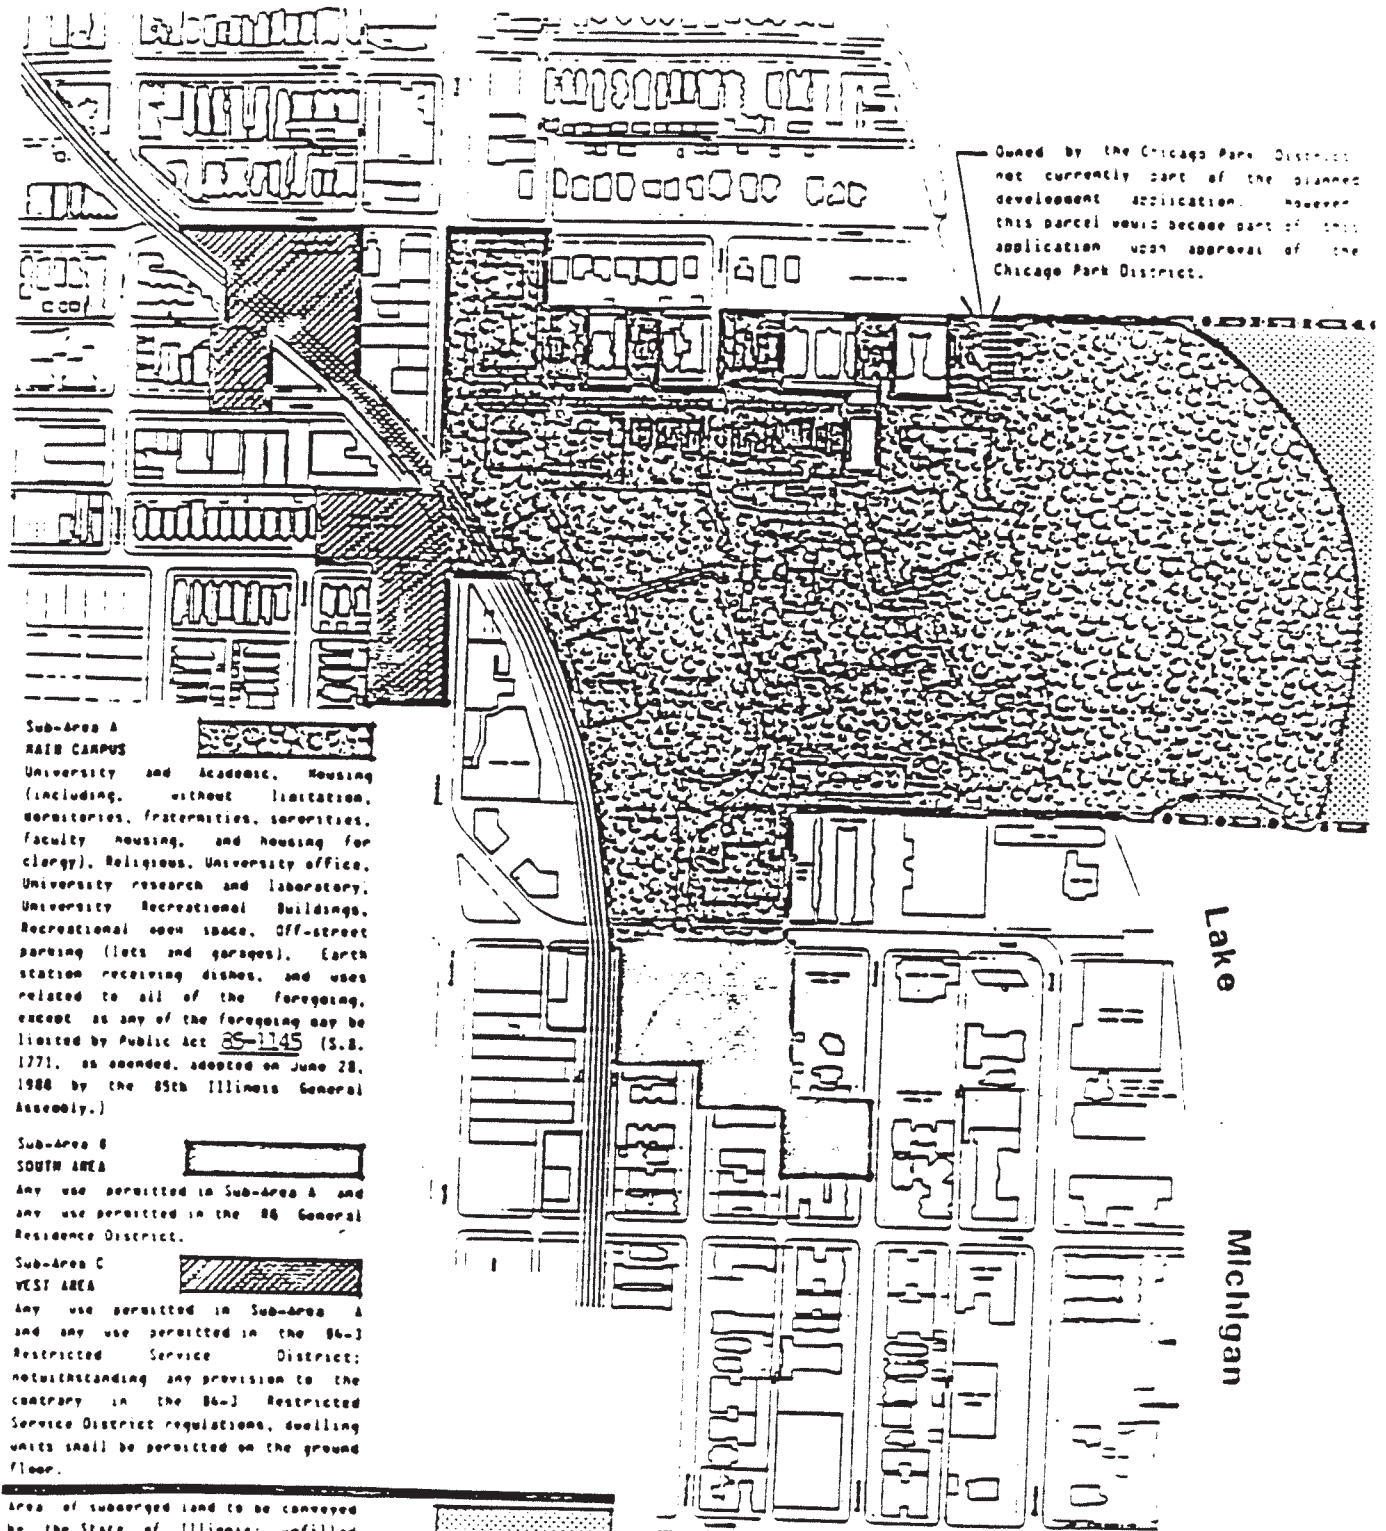 Owned by the Chicago Park District
not currently part of the planned
development application. however
this parcel would become part of this
application upon approval of the
Chicago Park District.
Sub-Area A
MAIN CAMPUS
University and Academic, Housing
(including, without limitation,
dormitories, fraternities, sororities,
faculty housing, and housing for
clergy), Religious, University office,
University research and laboratory,
University Recreational Buildings,
Recreational open space, Off-street
parking (lots and garages), Earth
station receiving dishes, and uses
related to all of the foregoing,
except as any of the foregoing may be
limited by Public Act 85-1145 (S.B.
1771, as amended, adopted on June 28,
1988 by the 85th Illinois General
Assembly.)
Sub-Area B
SOUTH AREA
Any use permitted in Sub-Area A and
any use permitted in the R6 General
Residence District.
Sub-Area C
WEST AREA
Any use permitted in Sub-Area A
and any use permitted in the B4-3
Restricted Service District;
notwithstanding any provision to the
contrary in the B4-3 Restricted
Service District regulations, dwelling
units shall be permitted on the ground
floor.
Area of submerged land to be conveyed
by the State of Illinois; unfilled
Lake
Michigan